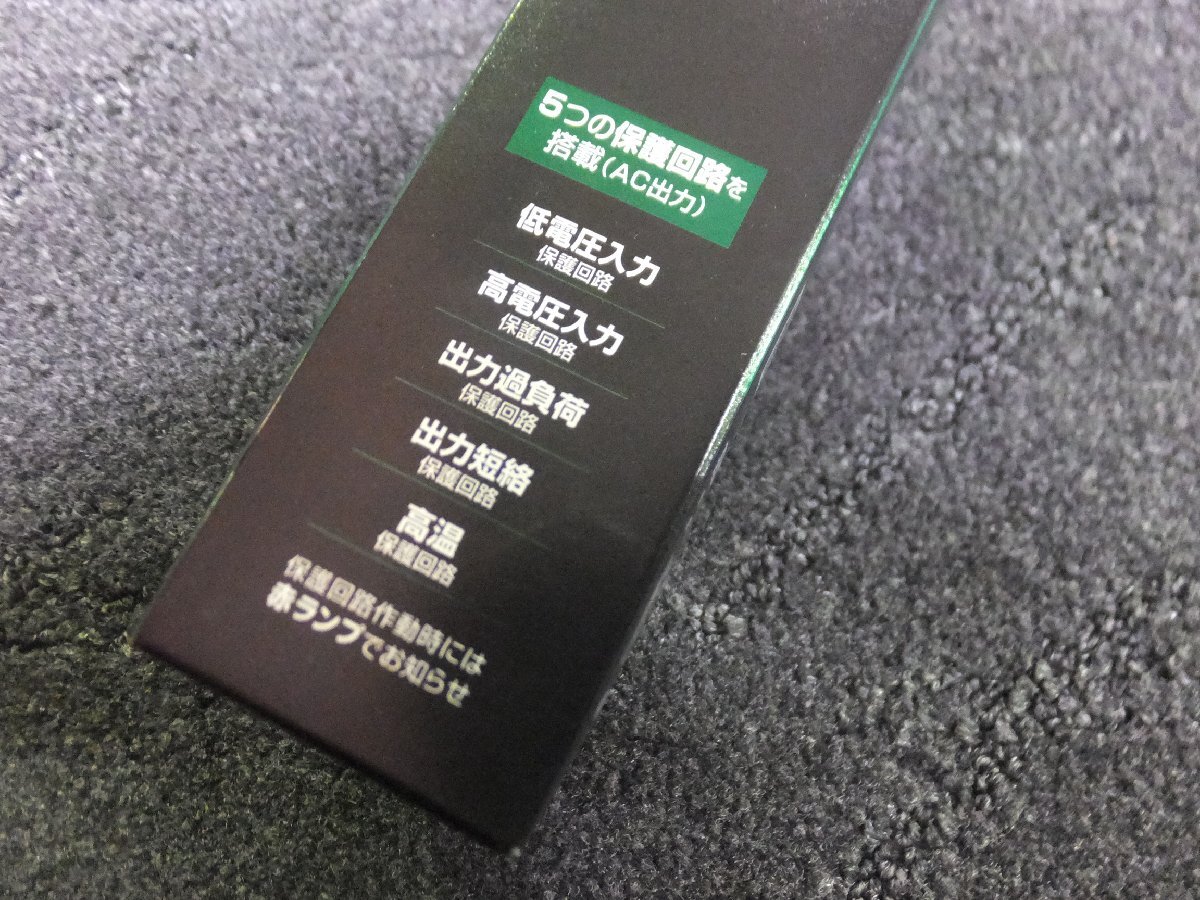 5つの保護回路を
搭載(AC出力)
低電圧入力
保護回路
高電圧入力
保護回路
出力過負荷
保護回路
出力短絡
保護回路
高温
保護回路
保護回路作動時には
赤ランプでお知らせ